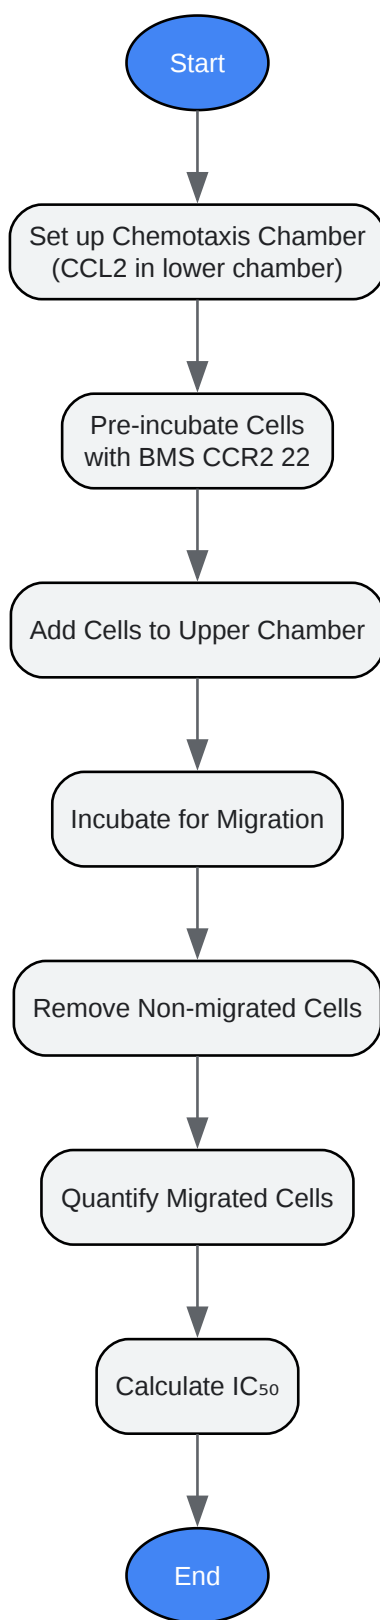 Start
Set up Chemotaxis Chamber
(CCL2 in lower chamber)
Pre-incubate Cells
with BMS CCR2 22
Add Cells to Upper Chamber
Incubate for Migration
Remove Non-migrated Cells
Quantify Migrated Cells
Calculate IC₅₀
End